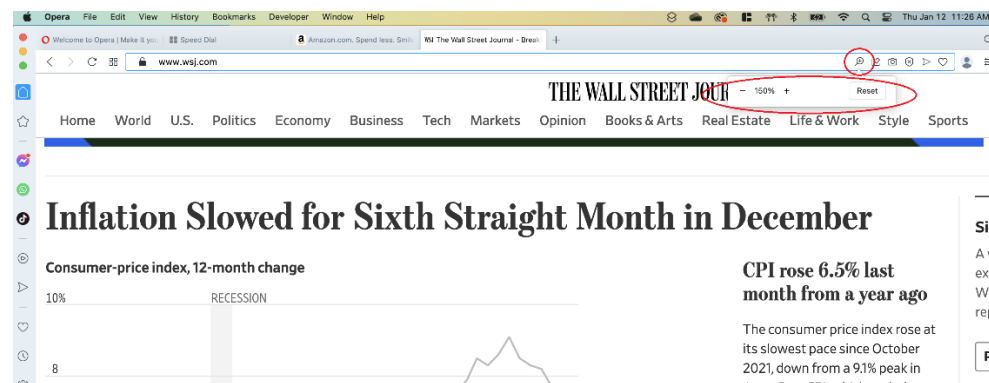 Opera File Edit View History Bookmarks Developer Window Help Thu Jan 12 11:26 AM
Welcome to Opera | Make it you Speed Dial Amazon.com. Spend less. Smile WSJ The Wall Street Journal - Break
www.wsj.com
THE WALL STREET JOUR
- 150% + Reset
Home World U.S. Politics Economy Business Tech Markets Opinion Books & Arts Real Estate Life & Work Style Sports
Inflation Slowed for Sixth Straight Month in December
Si
Consumer-price index, 12-month change
CPI rose 6.5% last
month from a year ago
10% RECESSION
The consumer price index rose at
its slowest pace since October
2021, down from a 9.1% peak in
8
A
ex
W
rep